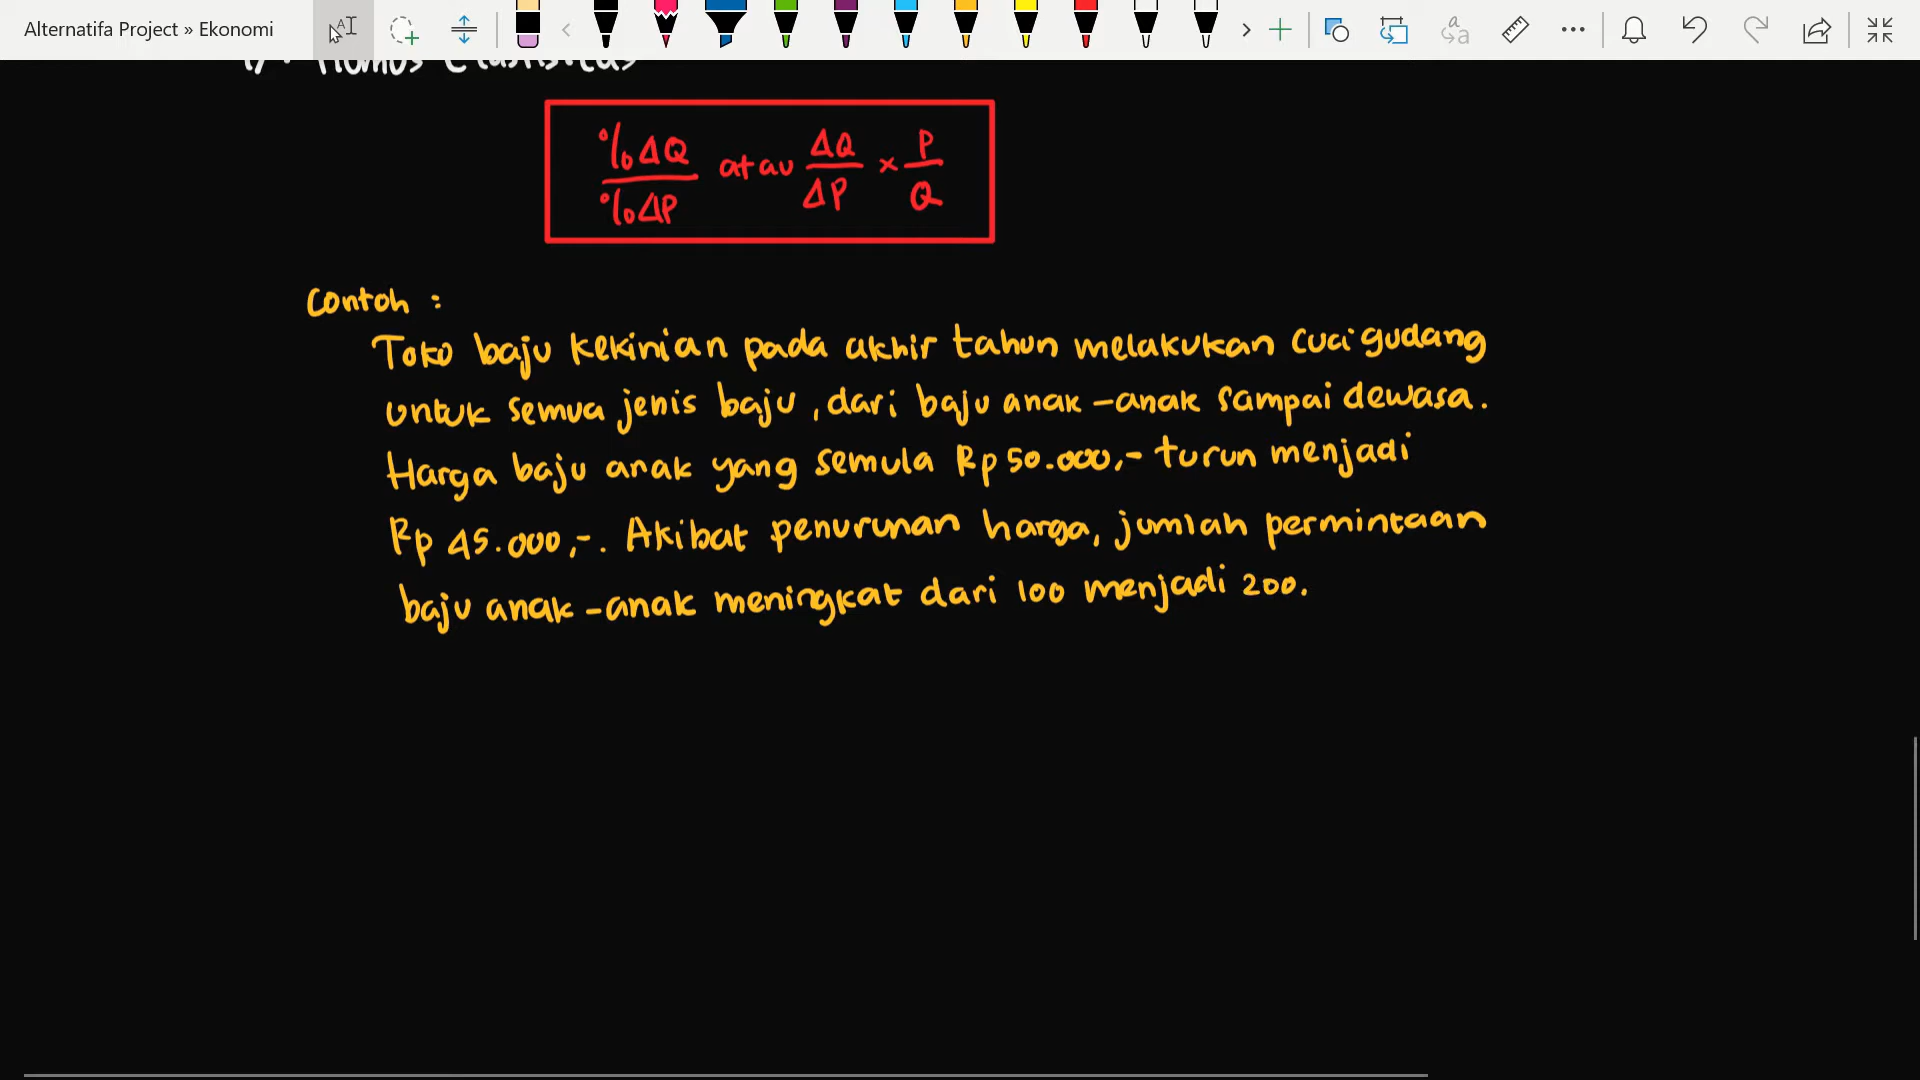 Alternatifa Project » Ekonomi
Rumus Elastisitas
%ΔQ / %ΔP atau ΔQ / ΔP × P / Q
Contoh :
Toko baju kekinian pada akhir tahun melakukan cuci gudang
untuk semua jenis baju, dari baju anak-anak sampai dewasa.
Harga baju anak yang semula Rp 50.000,- turun menjadi
Rp 45.000,-. Akibat penurunan harga, jumlah permintaan
baju anak-anak meningkat dari 100 menjadi 200.